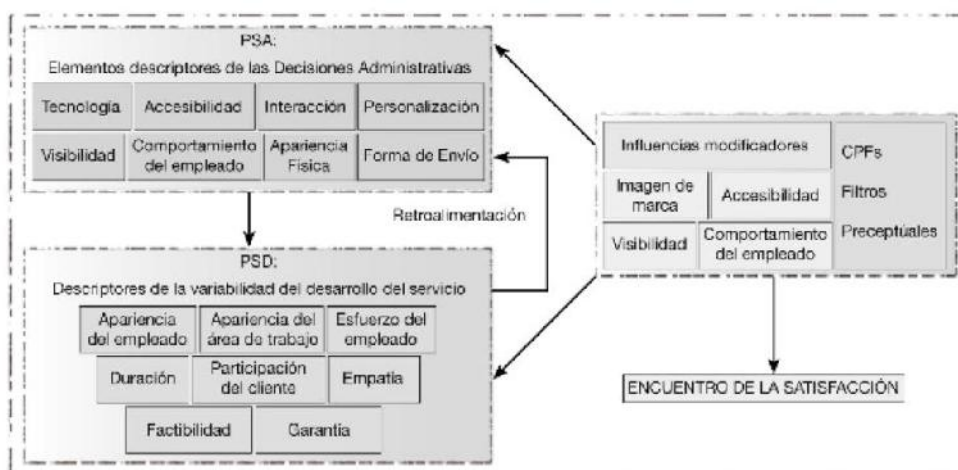 PSA:
Elementos descriptores de las Decisiones Administrativas
Tecnología
Accesibilidad
Interacción
Personalización
Visibilidad
Comportamiento
del empleado
Apariencia
Física
Forma de Envío
Retroalimentación
PSD:
Descriptores de la variabilidad del desarrollo del servicio
Apariencia
del empleado
Apariencia del
área de trabajo
Esfuerzo del
empleado
Duración
Participación
del cliente
Empatia
Factibilidad
Garantía
Influencias modificadores
Imagen de
marca
Accesibilidad
Visibilidad
Comportamiento
del empleado
CPFs
Filtros
Preceptúales
ENCUENTRO DE LA SATISFACCIÓN